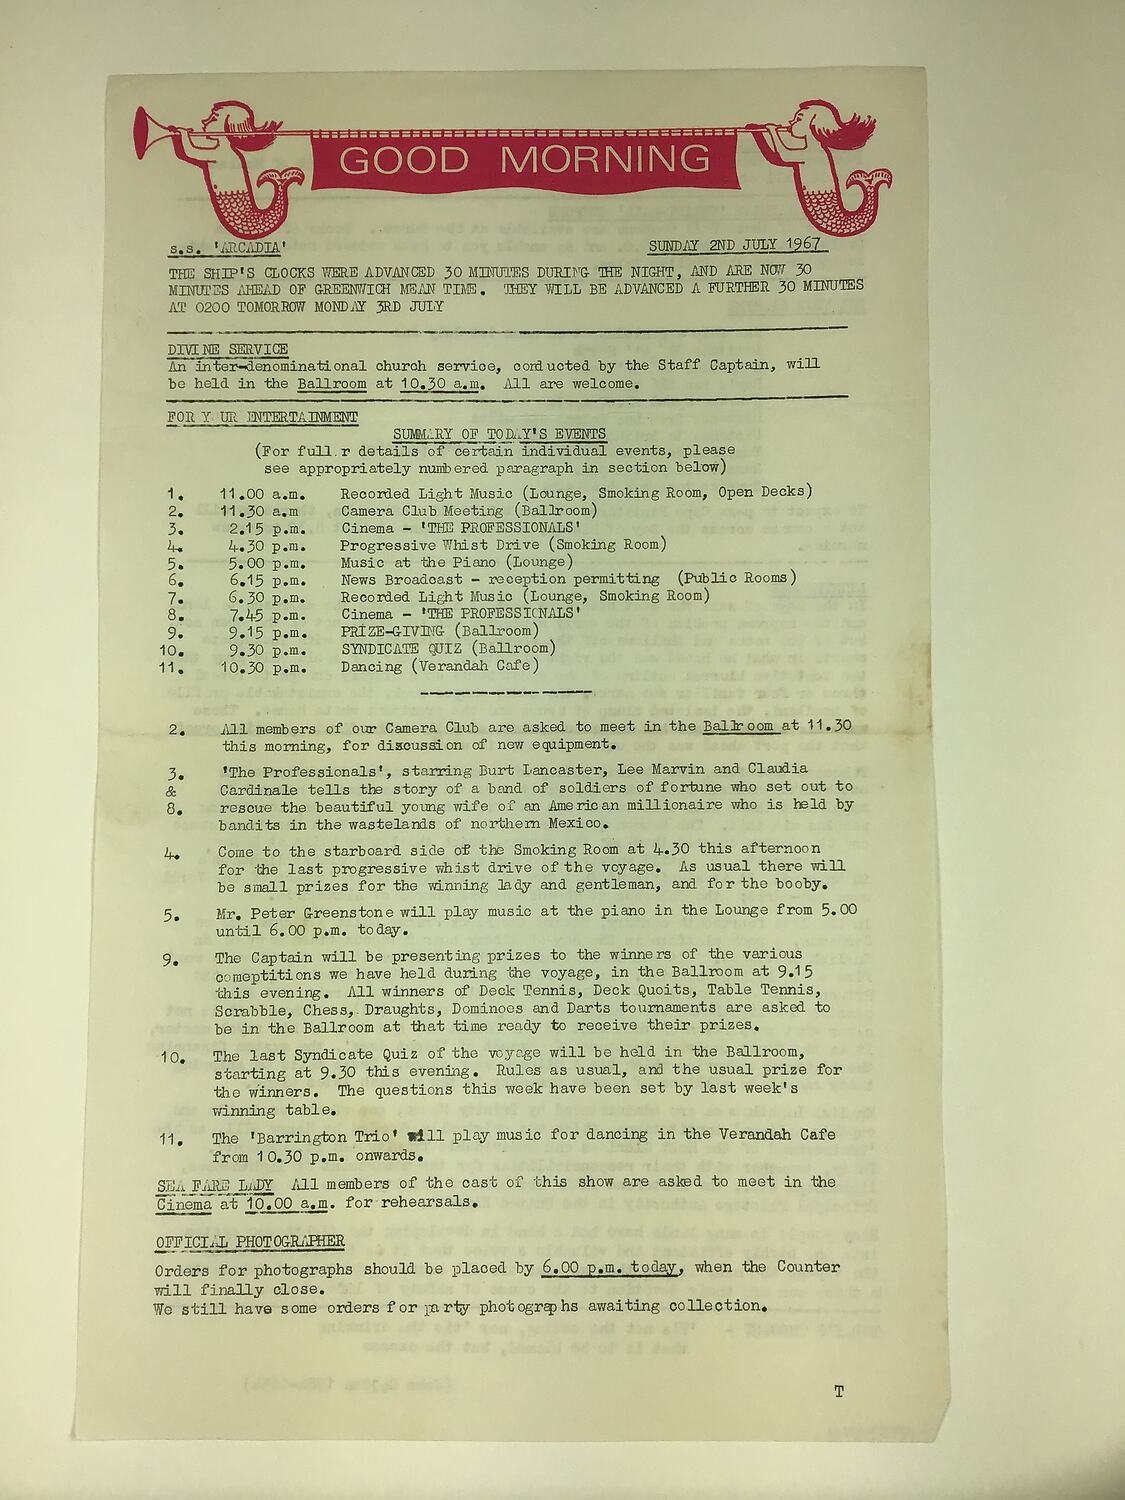 GOOD MORNING
s.s. 'ARCADIA' SUNDAY 2ND JULY 1967
THE SHIP'S CLOCKS WERE ADVANCED 30 MINUTES DURING THE NIGHT, AND ARE NOW 30
MINUTES AHEAD OF GREENWICH MEAN TIME. THEY WILL BE ADVANCED A FURTHER 30 MINUTES
AT 0200 TOMORROW MONDAY 3RD JULY
DIVINE SERVICE
An inter-denominational church service, conducted by the Staff Captain, will
be held in the Ballroom at 10.30 a.m. All are welcome.
FOR Y UR ENTERTAINMENT
SUMMARY OF TODAY'S EVENTS
(For full.r details of certain individual events, please
see appropriately numbered paragraph in section below)
1. 11.00 a.m. Recorded Light Music (Lounge, Smoking Room, Open Decks)
2. 11.30 a.m Camera Club Meeting (Ballroom)
3. 2.15 p.m. Cinema - 'THE PROFESSIONALS'
4. 4.30 p.m. Progressive Whist Drive (Smoking Room)
5. 5.00 p.m. Music at the Piano (Lounge)
6. 6.15 p.m. News Broadcast - reception permitting (Public Rooms)
7. 6.30 p.m. Recorded Light Music (Lounge, Smoking Room)
8. 7.45 p.m. Cinema - 'THE PROFESSIONALS'
9. 9.15 p.m. PRIZE-GIVING (Ballroom)
10. 9.30 p.m. SYNDICATE QUIZ (Ballroom)
11. 10.30 p.m. Dancing (Verandah Cafe)
2. All members of our Camera Club are asked to meet in the Ballroom at 11.30
this morning, for discussion of new equipment.
3. 'The Professionals', starring Burt Lancaster, Lee Marvin and Claudia
& Cardinale tells the story of a band of soldiers of fortune who set out to
8. rescue the beautiful young wife of an American millionaire who is held by
bandits in the wastelands of northern Mexico.
4. Come to the starboard side of the Smoking Room at 4.30 this afternoon
for the last progressive whist drive of the voyage. As usual there will
be small prizes for the winning lady and gentleman, and for the booby.
5. Mr. Peter Greenstone will play music at the piano in the Lounge from 5.00
until 6.00 p.m. today.
9. The Captain will be presenting prizes to the winners of the various
comeptitions we have held during the voyage, in the Ballroom at 9.15
this evening. All winners of Deck Tennis, Deck Quoits, Table Tennis,
Scrabble, Chess, Draughts, Dominoes and Darts tournaments are asked to
be in the Ballroom at that time ready to receive their prizes.
10. The last Syndicate Quiz of the voyage will be held in the Ballroom,
starting at 9.30 this evening. Rules as usual, and the usual prize for
the winners. The questions this week have been set by last week's
winning table.
11. The 'Barrington Trio' will play music for dancing in the Verandah Cafe
from 10.30 p.m. onwards.
SEA FARE LADY All members of the cast of this show are asked to meet in the
Cinema at 10.00 a.m. for rehearsals.
OFFICIAL PHOTOGRAPHER
Orders for photographs should be placed by 6.00 p.m. today, when the Counter
will finally close.
We still have some orders for party photographs awaiting collection.
T